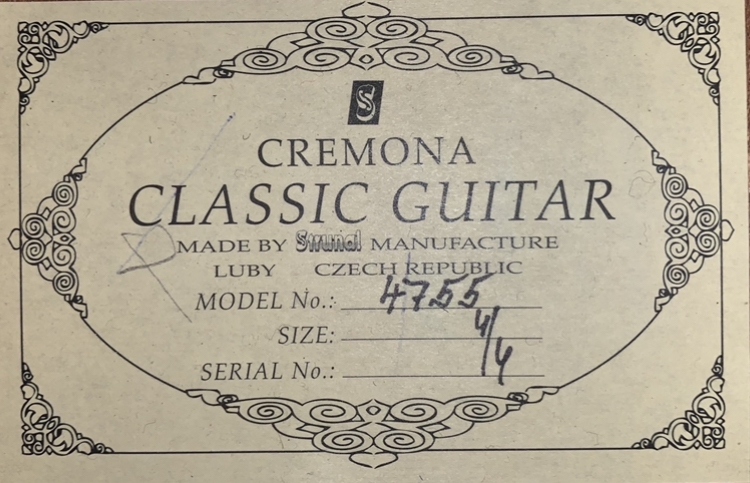 S
CREMONA
CLASSIC GUITAR
MADE BY Strunal MANUFACTURE
LUBY CZECH REPUBLIC
MODEL No.: 4755
SIZE: 4/4
SERIAL No.: